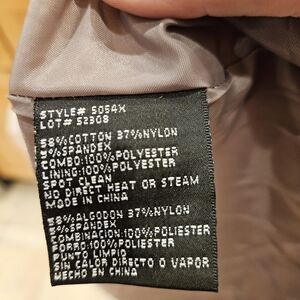 STYLE# 5054X
LOT# 52308
58%COTTON 37%NYLON
5%SPANDEX
COMBO:100%POLYESTER
LINING:100%POLYESTER
SPOT CLEAN
NO DIRECT HEAT OR STEAM
MADE IN CHINA
58%ALGODON 37%NYLON
5%SPANDEX
COMBINACION:100%POLIESTER
FORRO:100%POLIESTER
PUNTO LIMPIO
SIN CALOR DIRECTO O VAPOR
HECHO EN CHINA